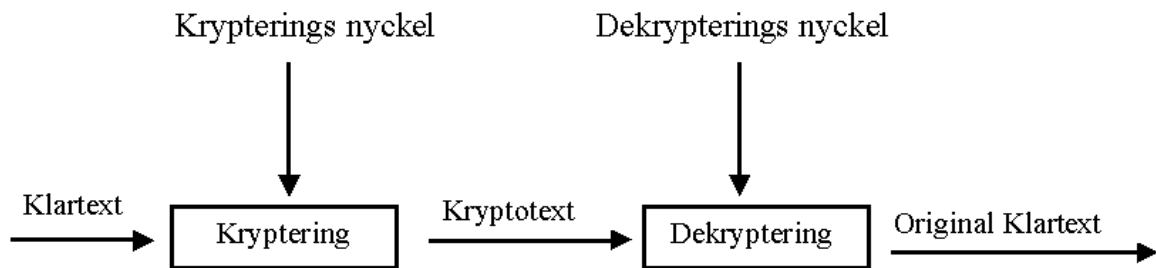 Krypterings nyckel
Dekrypterings nyckel
Klartext
Kryptering
Kryptotext
Dekryptering
Original Klartext